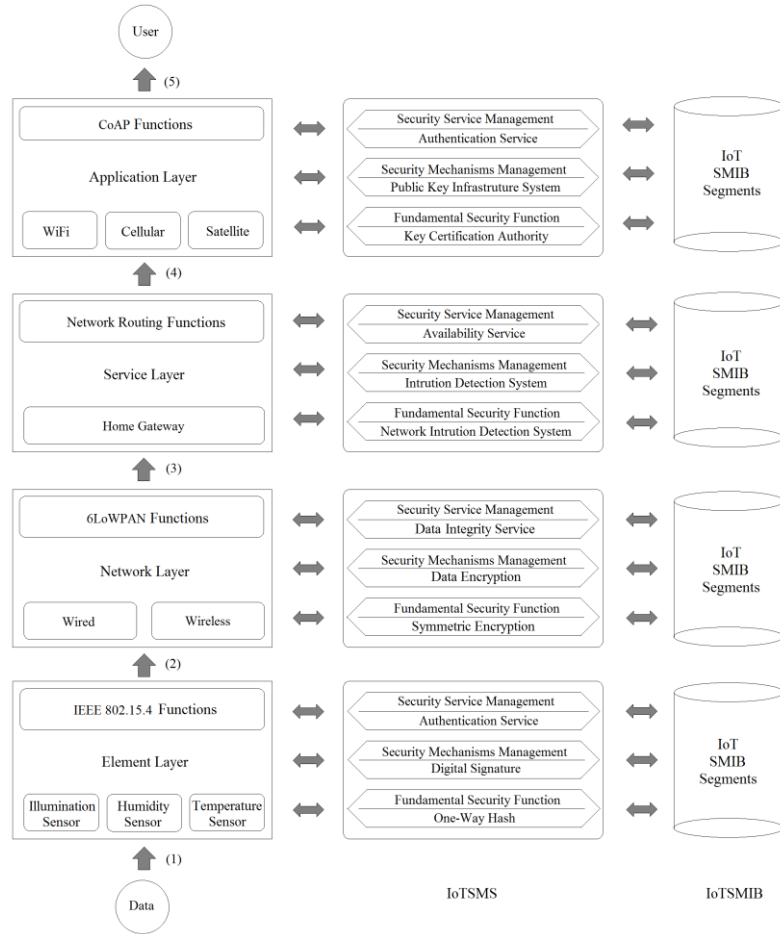 User
(5)
CoAP Functions
Application Layer
WiFi
Cellular
Satellite
Security Service Management
Authentication Service
Security Mechanisms Management
Public Key Infrastruture System
Fundamental Security Function
Key Certification Authority
IoT
SMIB
Segments
(4)
Network Routing Functions
Service Layer
Home Gateway
Security Service Management
Availability Service
Security Mechanisms Management
Intrution Detection System
Fundamental Security Function
Network Intrution Detection System
IoT
SMIB
Segments
(3)
6LoWPAN Functions
Network Layer
Wired
Wireless
Security Service Management
Data Integrity Service
Security Mechanisms Management
Data Encryption
Fundamental Security Function
Symmetric Encryption
IoT
SMIB
Segments
(2)
IEEE 802.15.4 Functions
Element Layer
Illumination
Sensor
Humidity
Sensor
Temperature
Sensor
Security Service Management
Authentication Service
Security Mechanisms Management
Digital Signature
Fundamental Security Function
One-Way Hash
IoT
SMIB
Segments
(1)
Data
IoTSMS
IoTSMIB